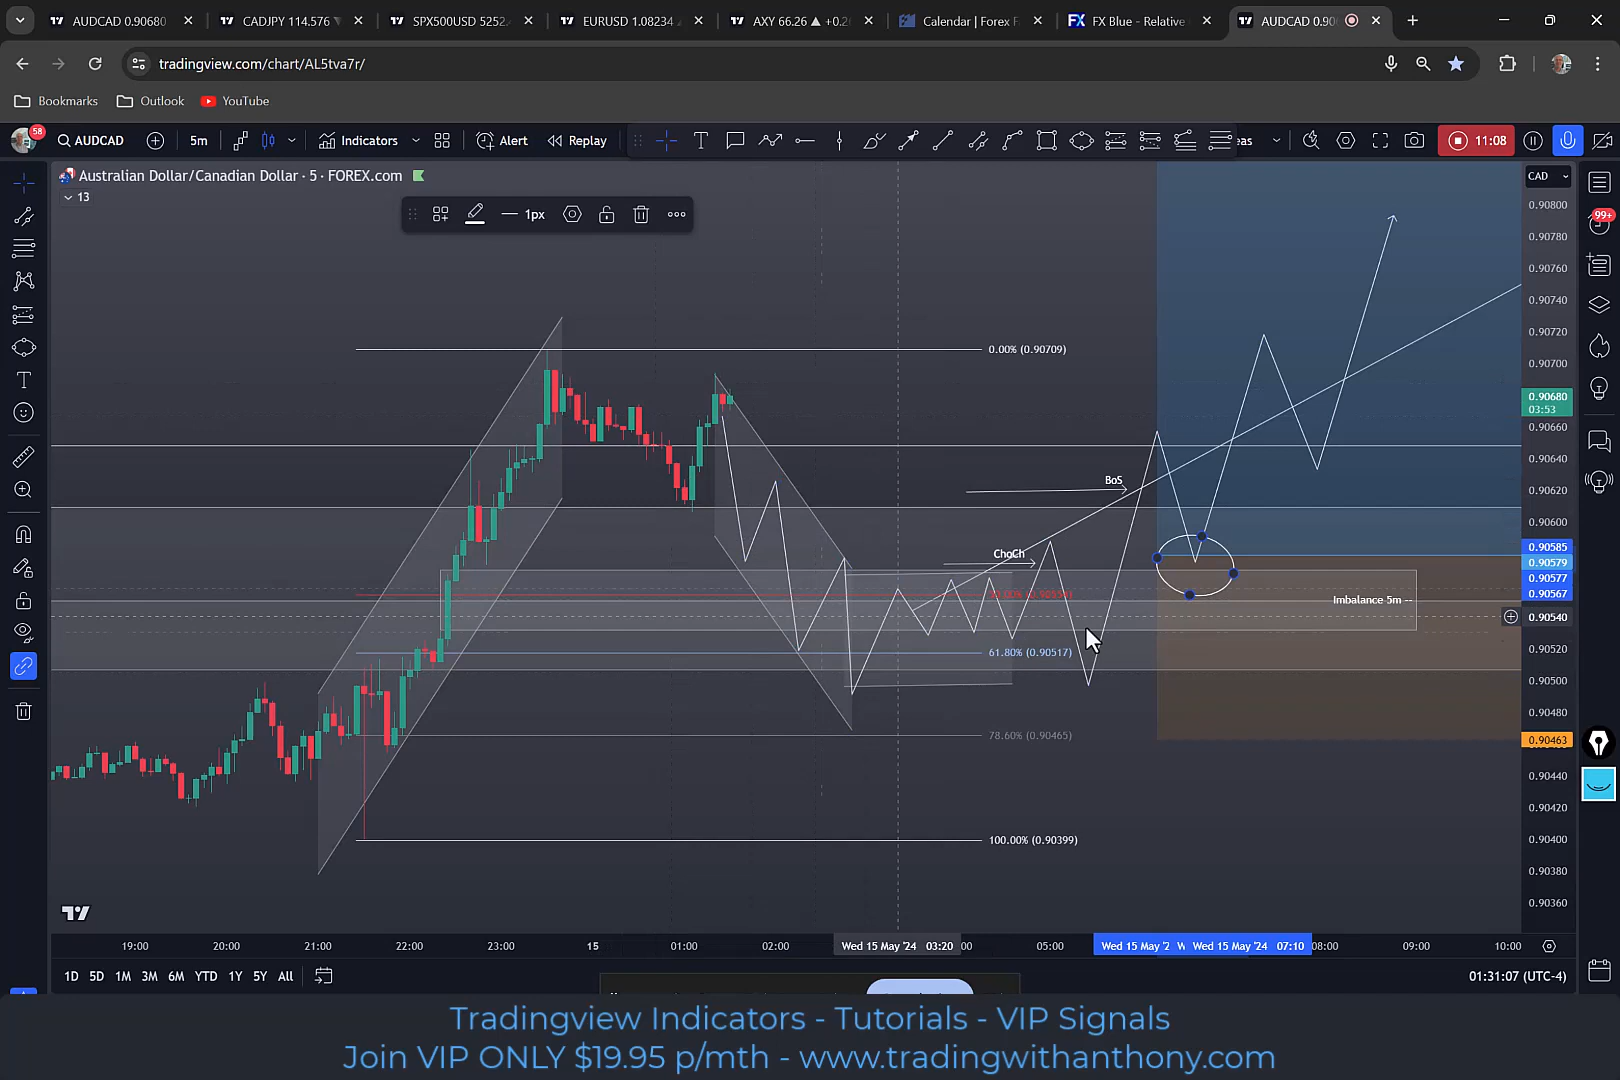 AUDCAD 0.90680
CADJPY 114.576
SPX500USD 5252.
EURUSD 1.08234
AXY 66.26 ▲ +0.2
Calendar | Forex F
FX Blue - Relative
AUDCAD 0.90
tradingview.com/chart/AL5tva7r/
Bookmarks
Outlook
YouTube
58
AUDCAD
5m
Indicators
Alert
Replay
eas
11:08
Australian Dollar/Canadian Dollar · 5 · FOREX.com
13
1px
CAD
99+
0.90800
0.90780
0.90760
0.90740
0.90720
0.90700
0.90680
03:53
0.90660
0.90640
0.90620
0.90600
0.90585
0.90579
0.90577
0.90567
0.90540
0.90520
0.90500
0.90480
0.90463
0.90440
0.90420
0.90400
0.90380
0.90360
0.00% (0.90709)
BoS
ChoCh
Imbalance 5m --
61.80% (0.90517)
78.60% (0.90465)
100.00% (0.90399)
19:00
20:00
21:00
22:00
23:00
15
01:00
02:00
Wed 15 May '24 03:20
:00
05:00
Wed 15 May '2
W
Wed 15 May '24 07:10
08:00
09:00
10:00
1D 5D 1M 3M 6M YTD 1Y 5Y All
01:31:07 (UTC-4)
Tradingview Indicators - Tutorials - VIP Signals
Join VIP ONLY $19.95 p/mth - www.tradingwithanthony.com